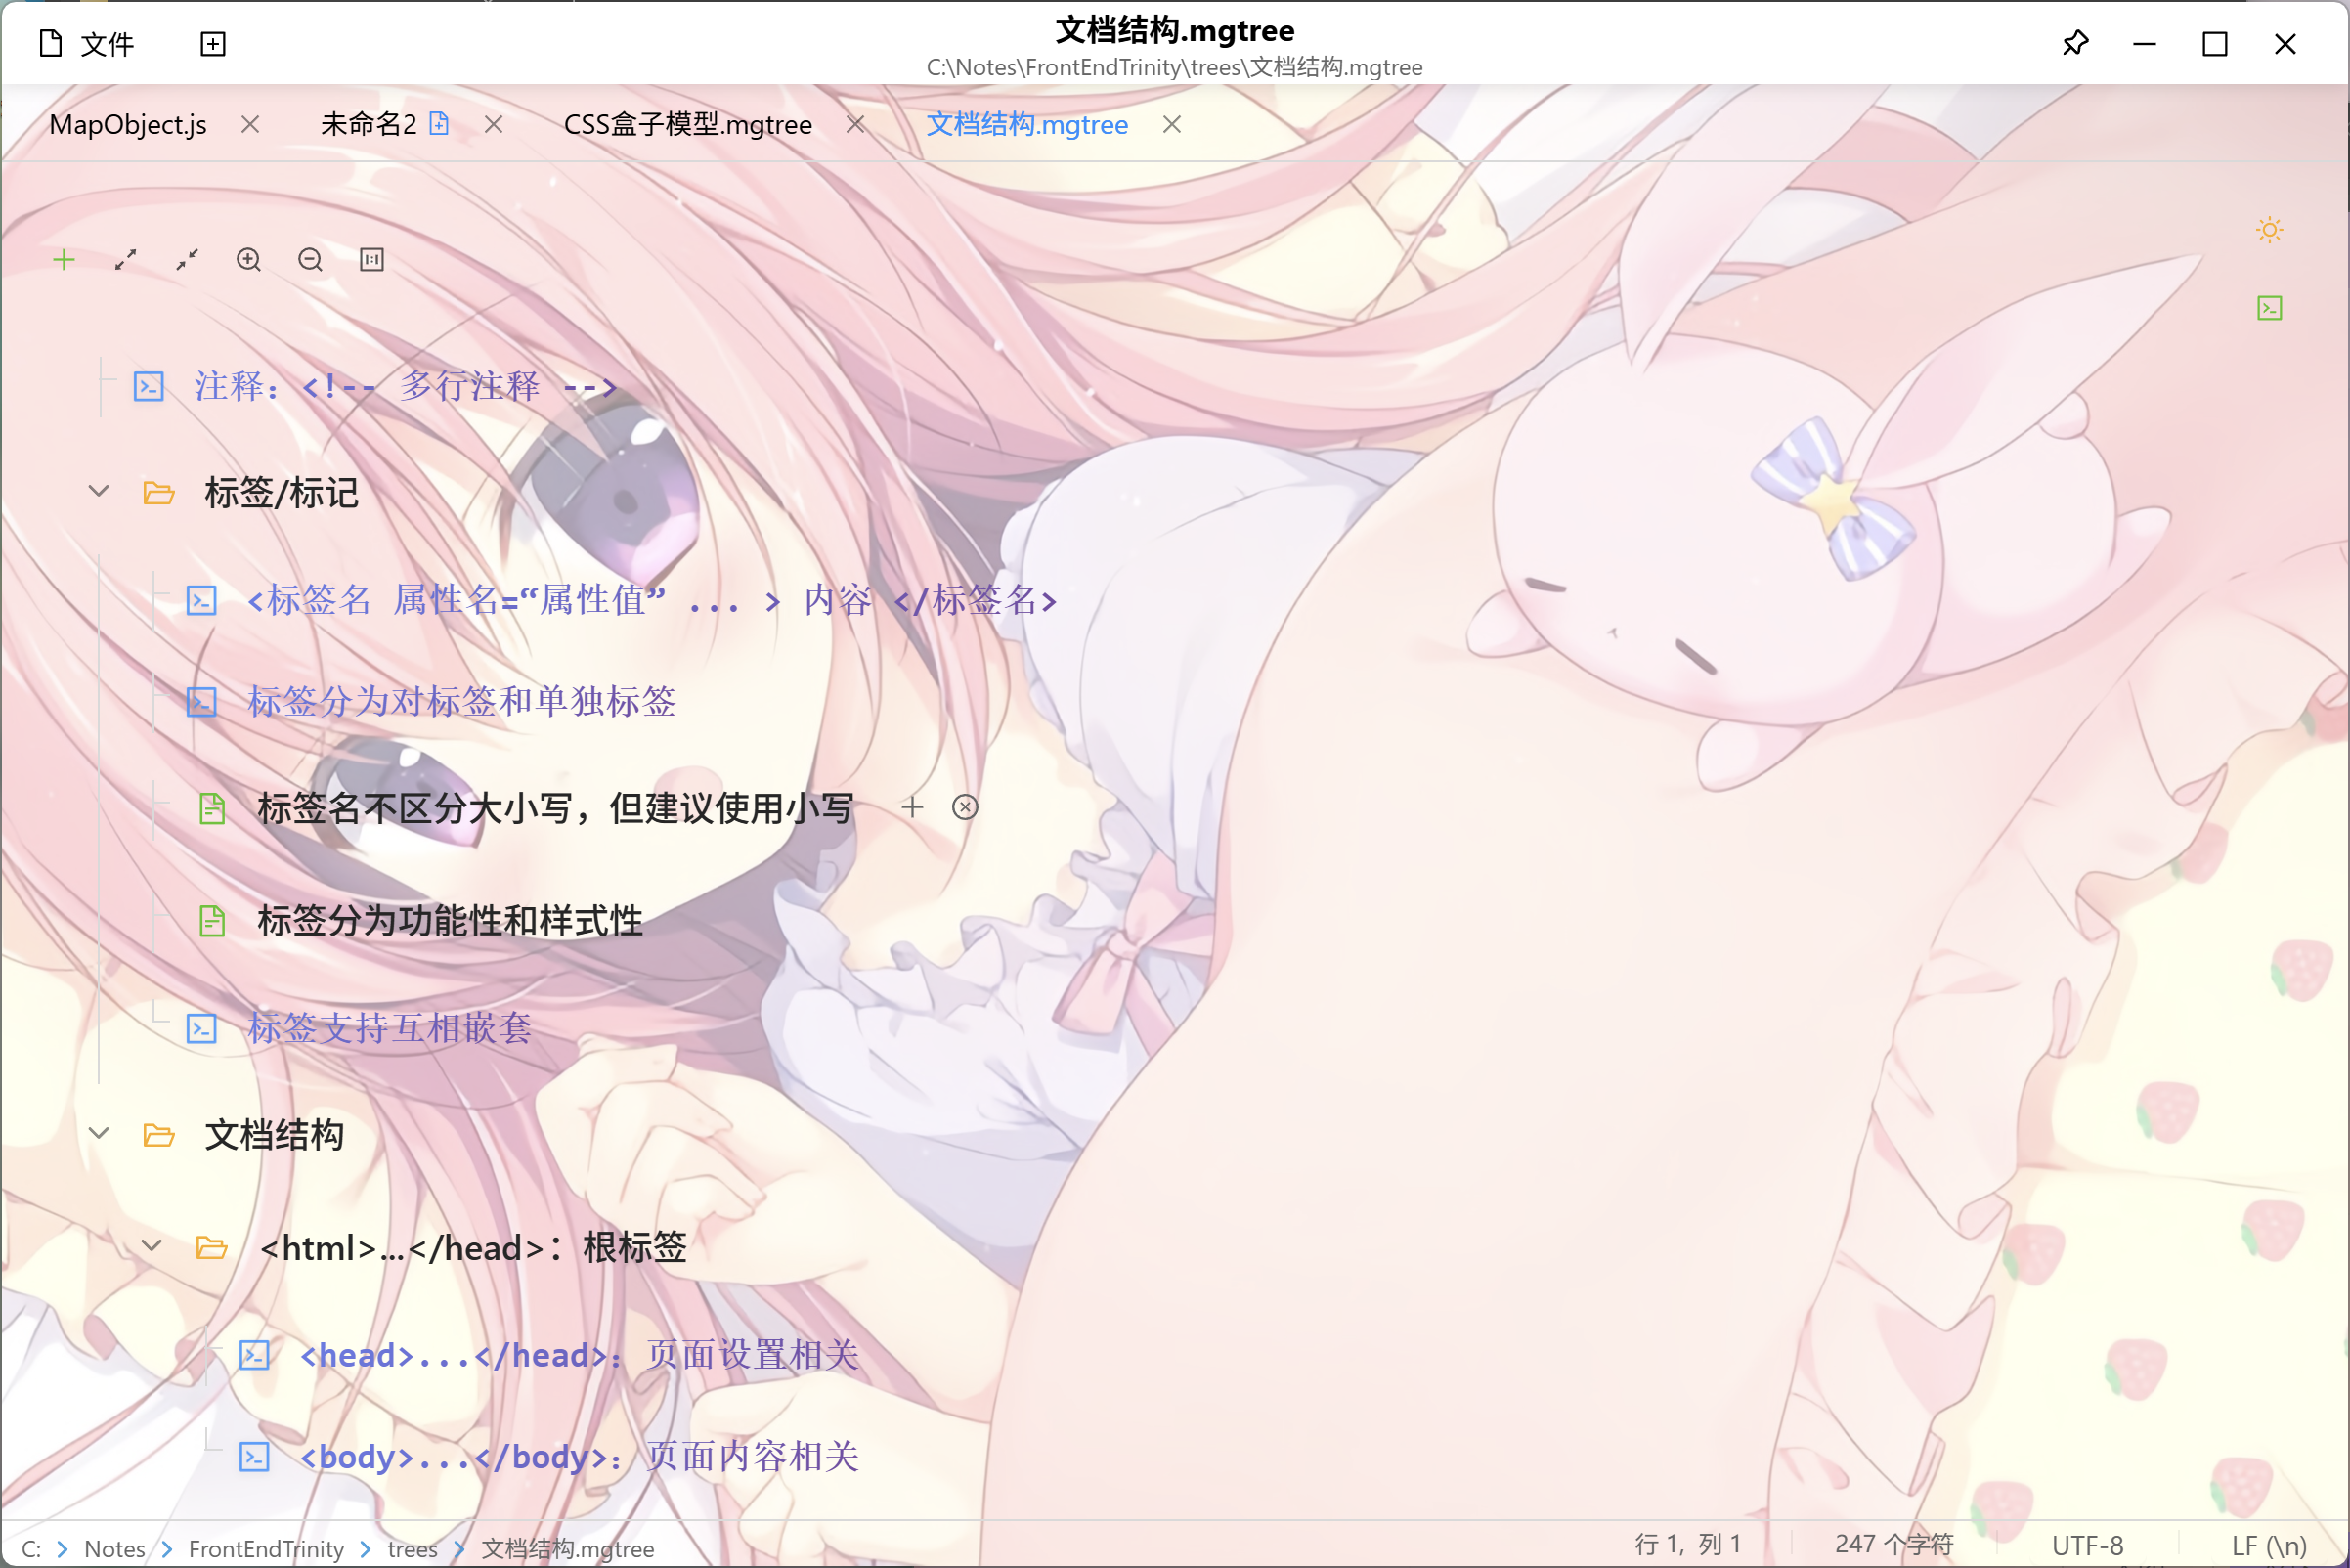 文件
文档结构.mgtree
C:\Notes\FrontEndTrinity\trees\文档结构.mgtree
MapObject.js
未命名2
CSS盒子模型.mgtree
文档结构.mgtree
注释：<!-- 多行注释 -->
标签/标记
<标签名 属性名=“属性值” ... > 内容 </标签名>
标签分为对标签和单独标签
标签名不区分大小写，但建议使用小写
标签分为功能性和样式性
标签支持互相嵌套
文档结构
<html>...</head>：根标签
<head>...</head>：页面设置相关
<body>...</body>：页面内容相关
C: > Notes > FrontEndTrinity > trees > 文档结构.mgtree
行 1, 列 1
247 个字符
UTF-8
LF (\n)